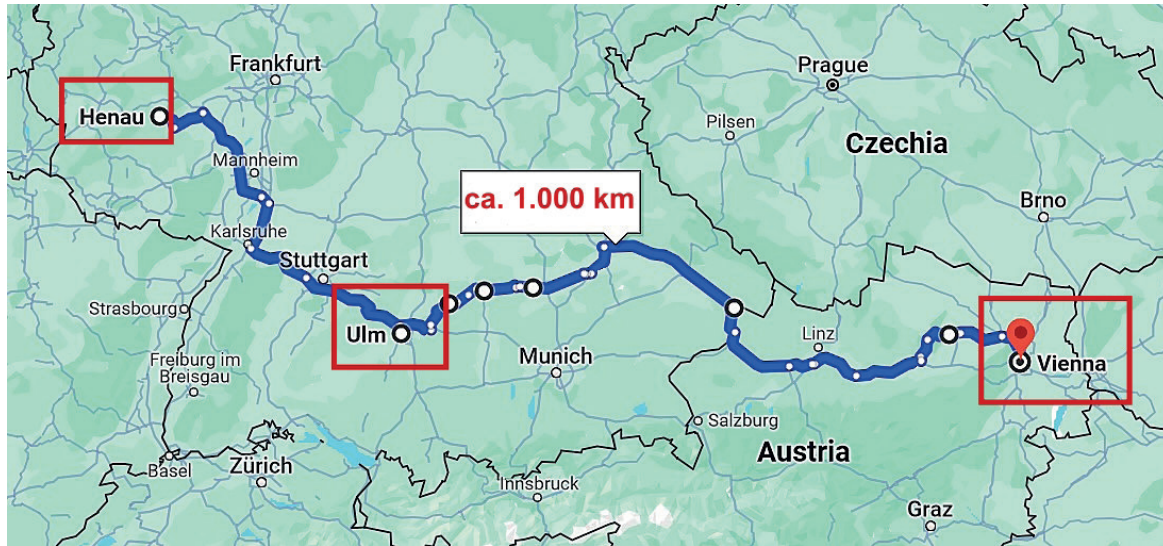 Frankfurt
Prague
Henau
Pilsen
Czechia
Mannheim
ca. 1.000 km
Brno
Karlsruhe
Stuttgart
Strasbourg
Ulm
Linz
Munich
Vienna
Freiburg im
Breisgau
Salzburg
Austria
Basel
Zürich
Innsbruck
Graz